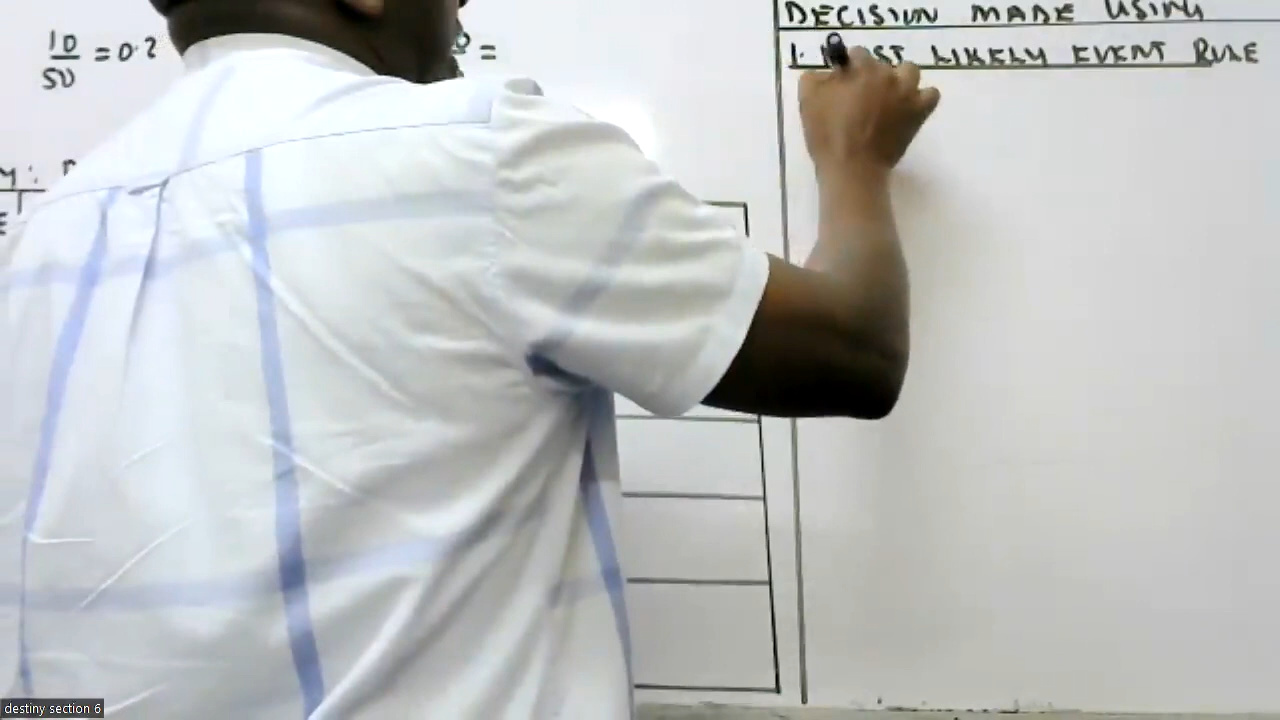 10/50 = 0.2
=
DECISION MADE USING
1. MOST LIKELY EVENT RULE
destiny section 6